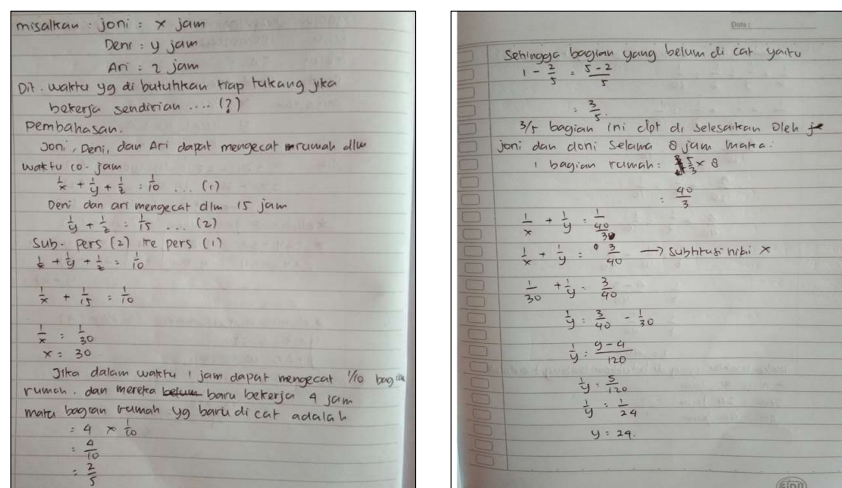 misalkan : joni = x jam
Deni : y jam
Ari = z jam
Dit. waktu yg di butuhkan tiap tukang jika
bekerja sendirian .... (?)
Pembahasan.
Joni, Deni, dan Ari dapat mengecat rumah dlm
waktu 10 jam
1/x + 1/y + 1/z = 1/10 ... (1)
Deni dan ari mengecat dlm 15 jam
1/y + 1/z = 1/15 ... (2)
Sub. pers (2) ke pers (1)
1/x + 1/y + 1/z = 1/10
1/x + 1/15 = 1/10
1/x = 1/30
x = 30
Jika dalam waktu 1 jam dapat mengecat 1/10 bagian
rumah. dan mereka baru bekerja 4 jam
maka bagian rumah yg baru di cat adalah
= 4 × 1/10
= 4/10
= 2/5
Sehingga bagian yang belum di cat yaitu
1 - 2/5 = 5-2/5
= 3/5
3/5 bagian ini dpt di selesaikan oleh
joni dan doni selama 8 jam maka :
1 bagian rumah : 5/3 × 8
= 40/3
1/x + 1/y = 1/40/3
1/x + 1/y = 3/40 → Subtitusi nilai x
1/30 + 1/y = 3/40
1/y = 3/40 - 1/30
1/y = 9-4/120
1/y = 5/120
1/y = 1/24
y = 24.